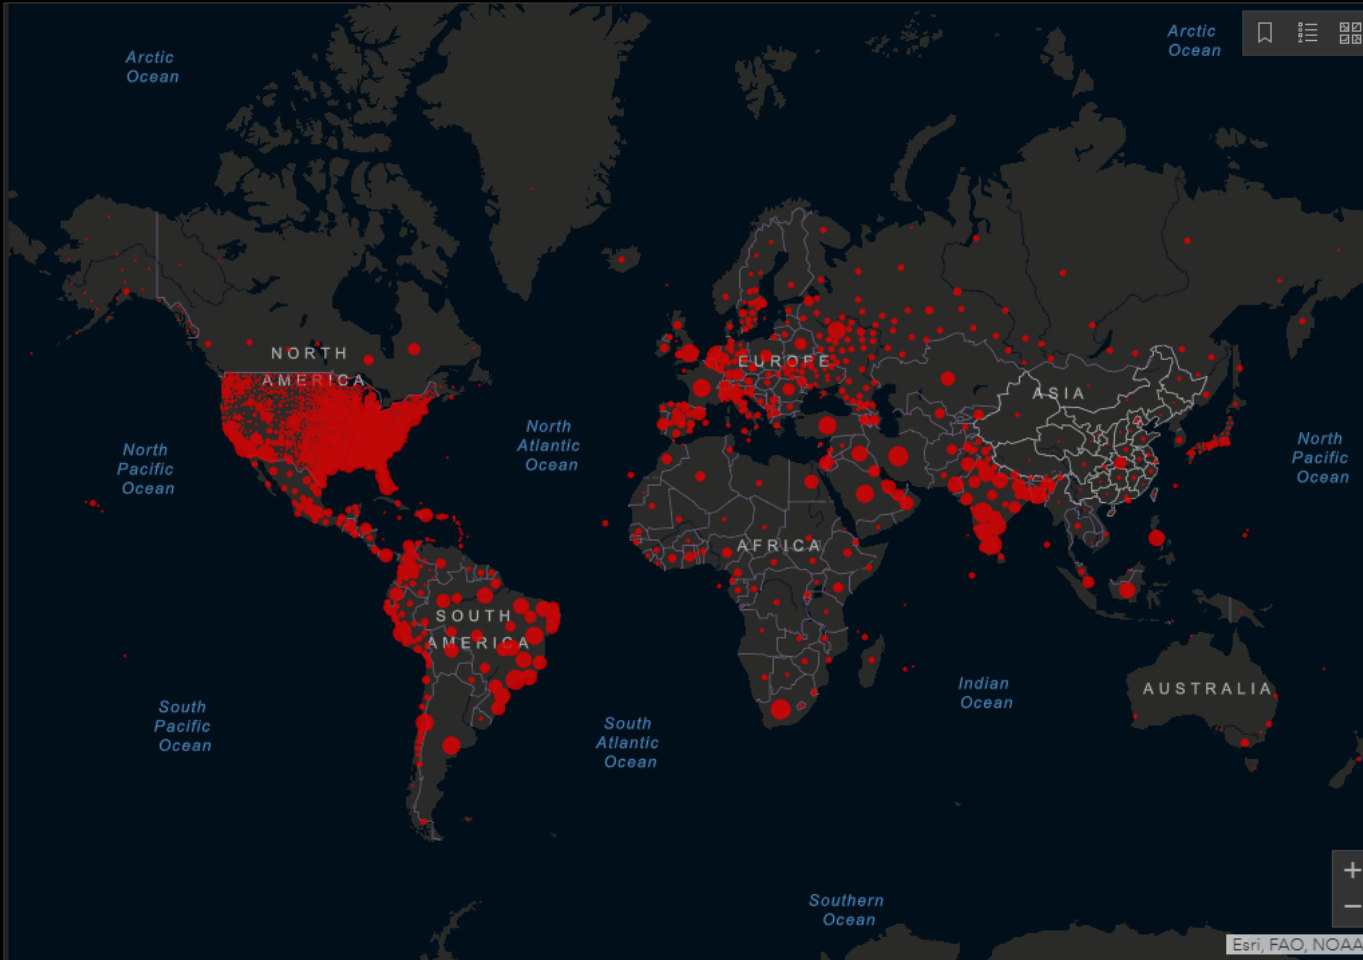 Arctic
Ocean
Arctic
Ocean
NORTH
AMERICA
EUROPE
ASIA
North
Pacific
Ocean
North
Atlantic
Ocean
North
Pacific
Ocean
AFRICA
SOUTH
AMERICA
Indian
Ocean
AUSTRALIA
South
Pacific
Ocean
South
Atlantic
Ocean
Southern
Ocean
+
−
Esri, FAO, NOAA